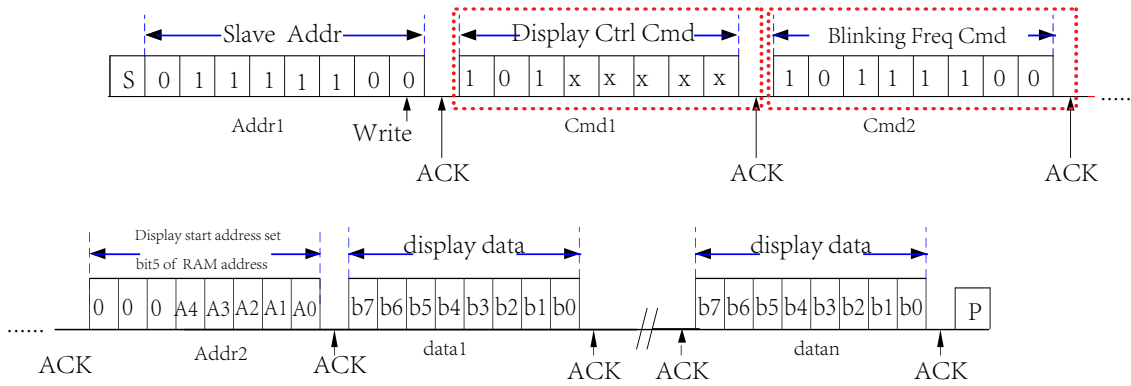 Slave Addr Display Ctrl Cmd Blinking Freq Cmd
S 0 1 1 1 1 1 0 0 1 0 1 x x x x x 1 0 1 1 1 1 0 0
......
Addr1 Write Cmd1 Cmd2
ACK ACK ACK
Display start address set
bit5 of RAM address
display data display data
0 0 0 A4 A3 A2 A1 A0 b7 b6 b5 b4 b3 b2 b1 b0 // b7 b6 b5 b4 b3 b2 b1 b0 P
......
Addr2 data1 datan
ACK ACK ACK ACK ACK